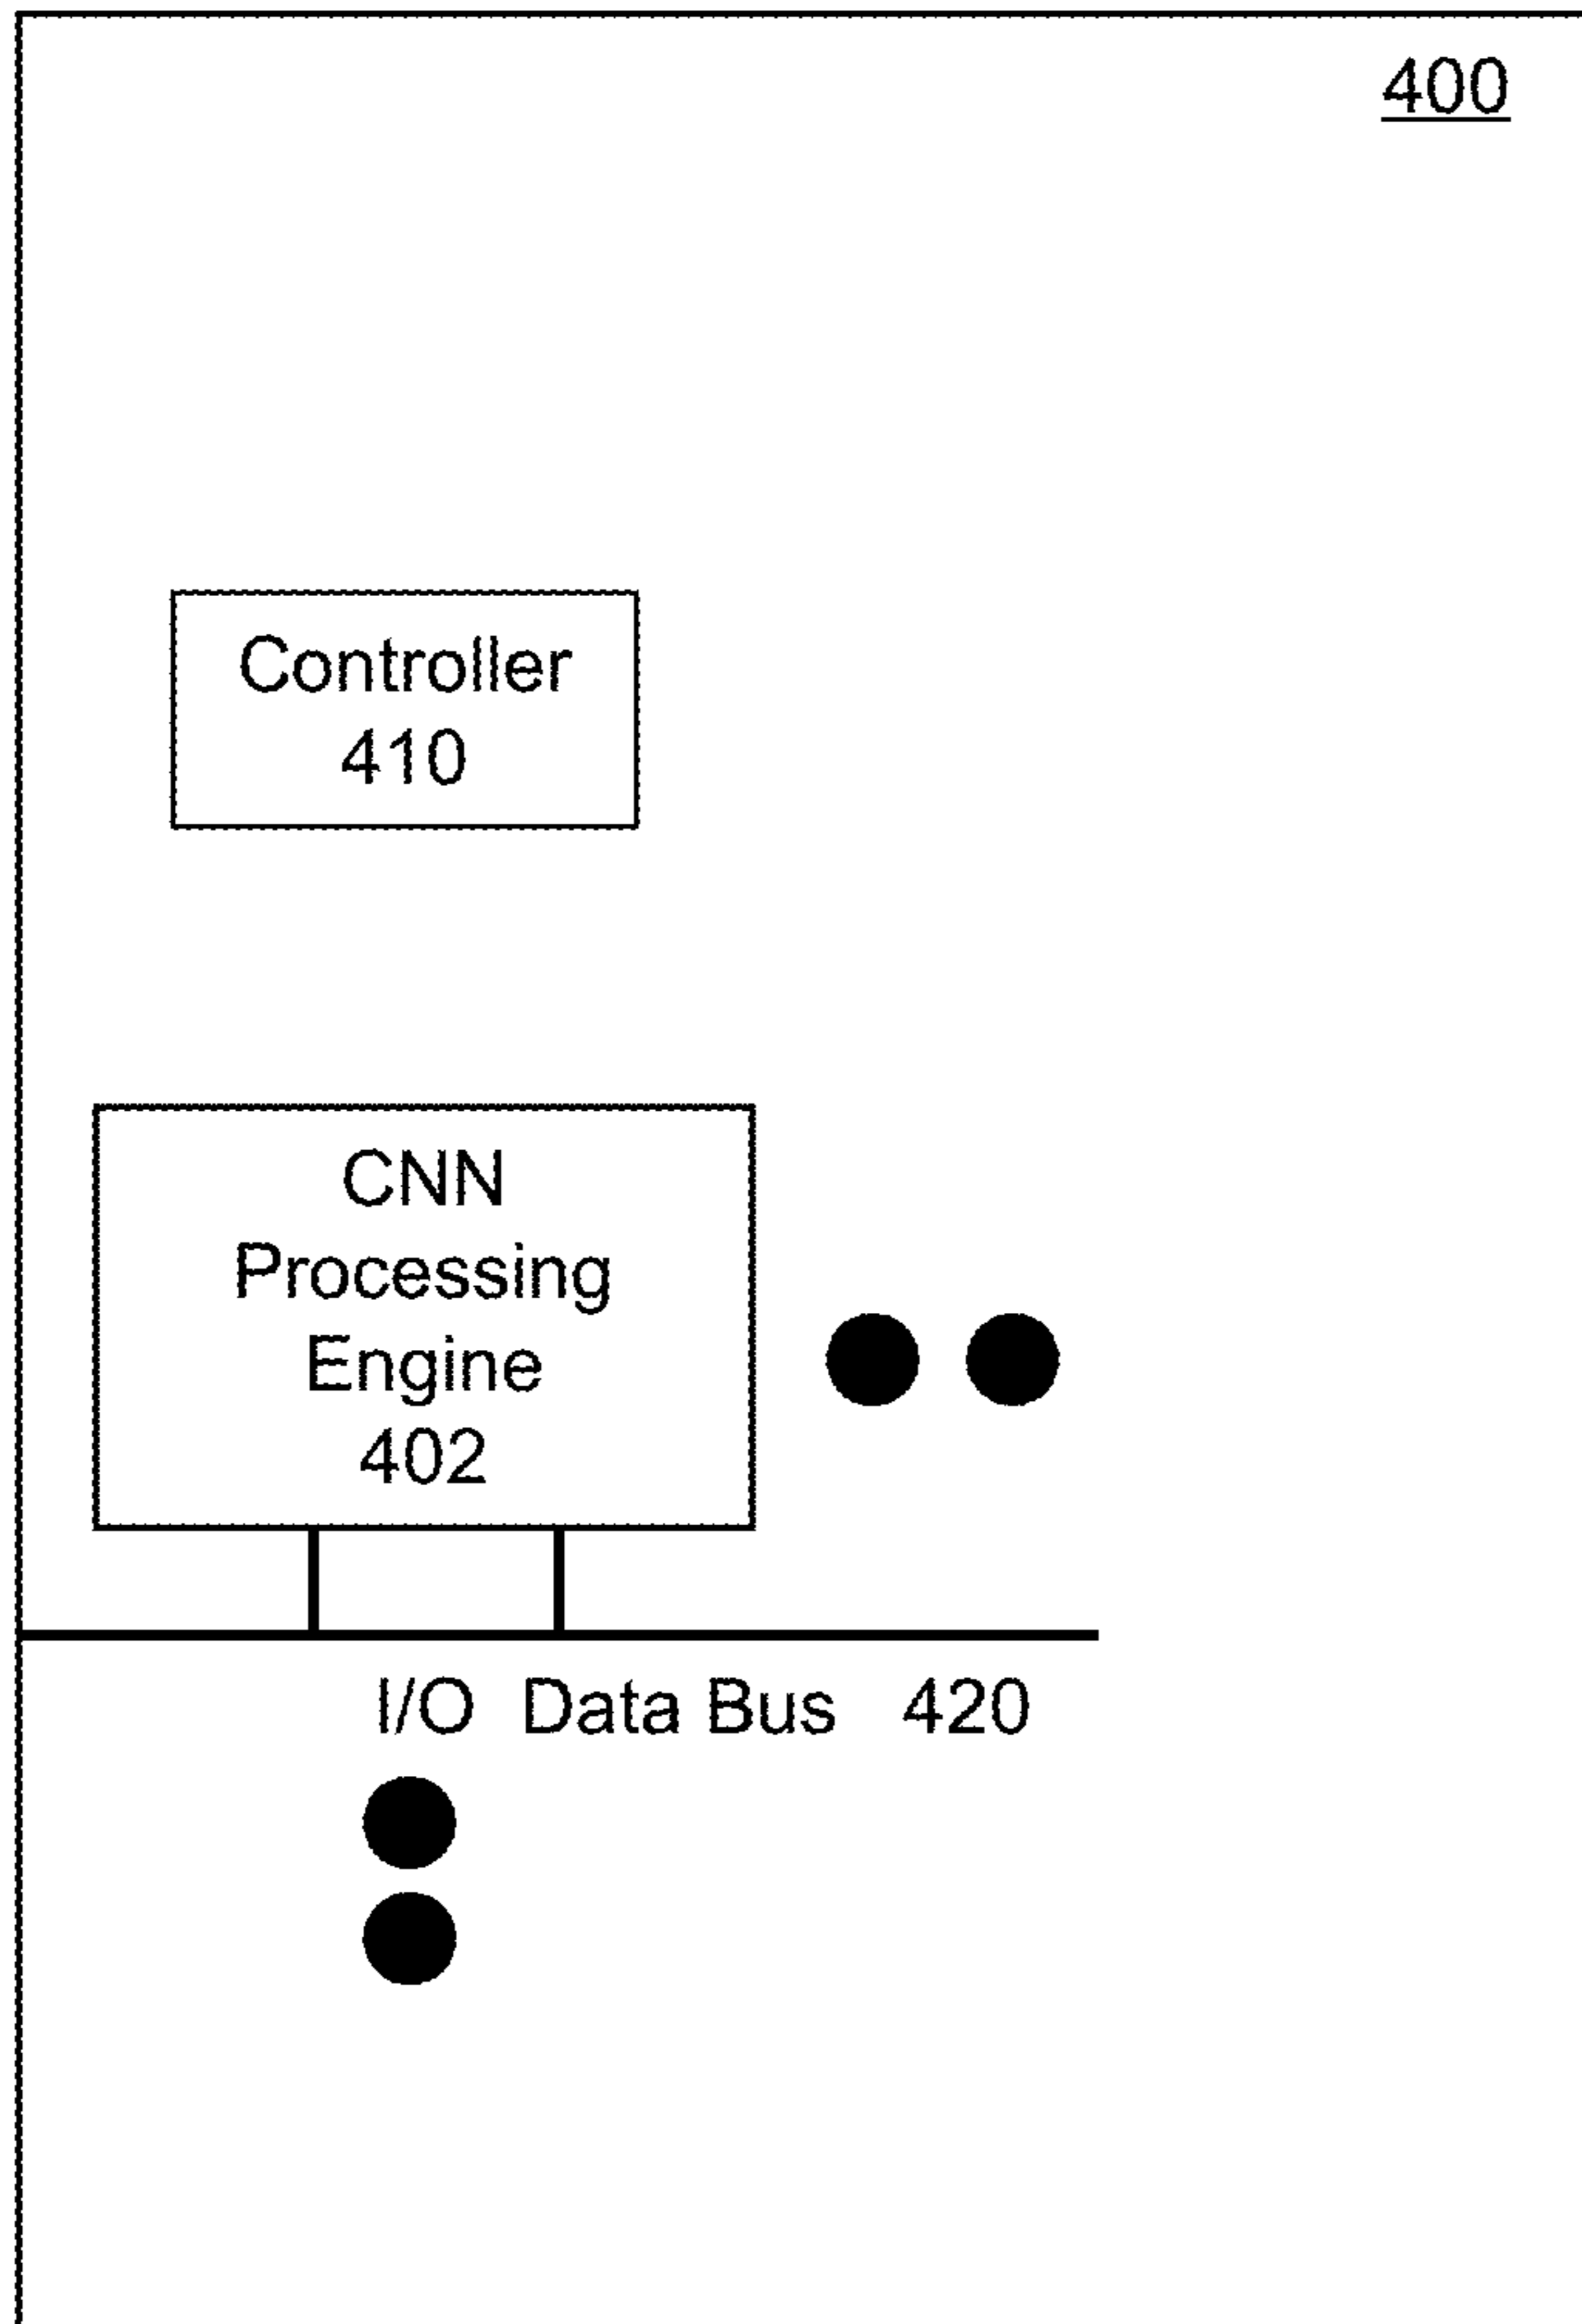 400
Controller
410
CNN
Processing
Engine
402
I/O Data Bus 420